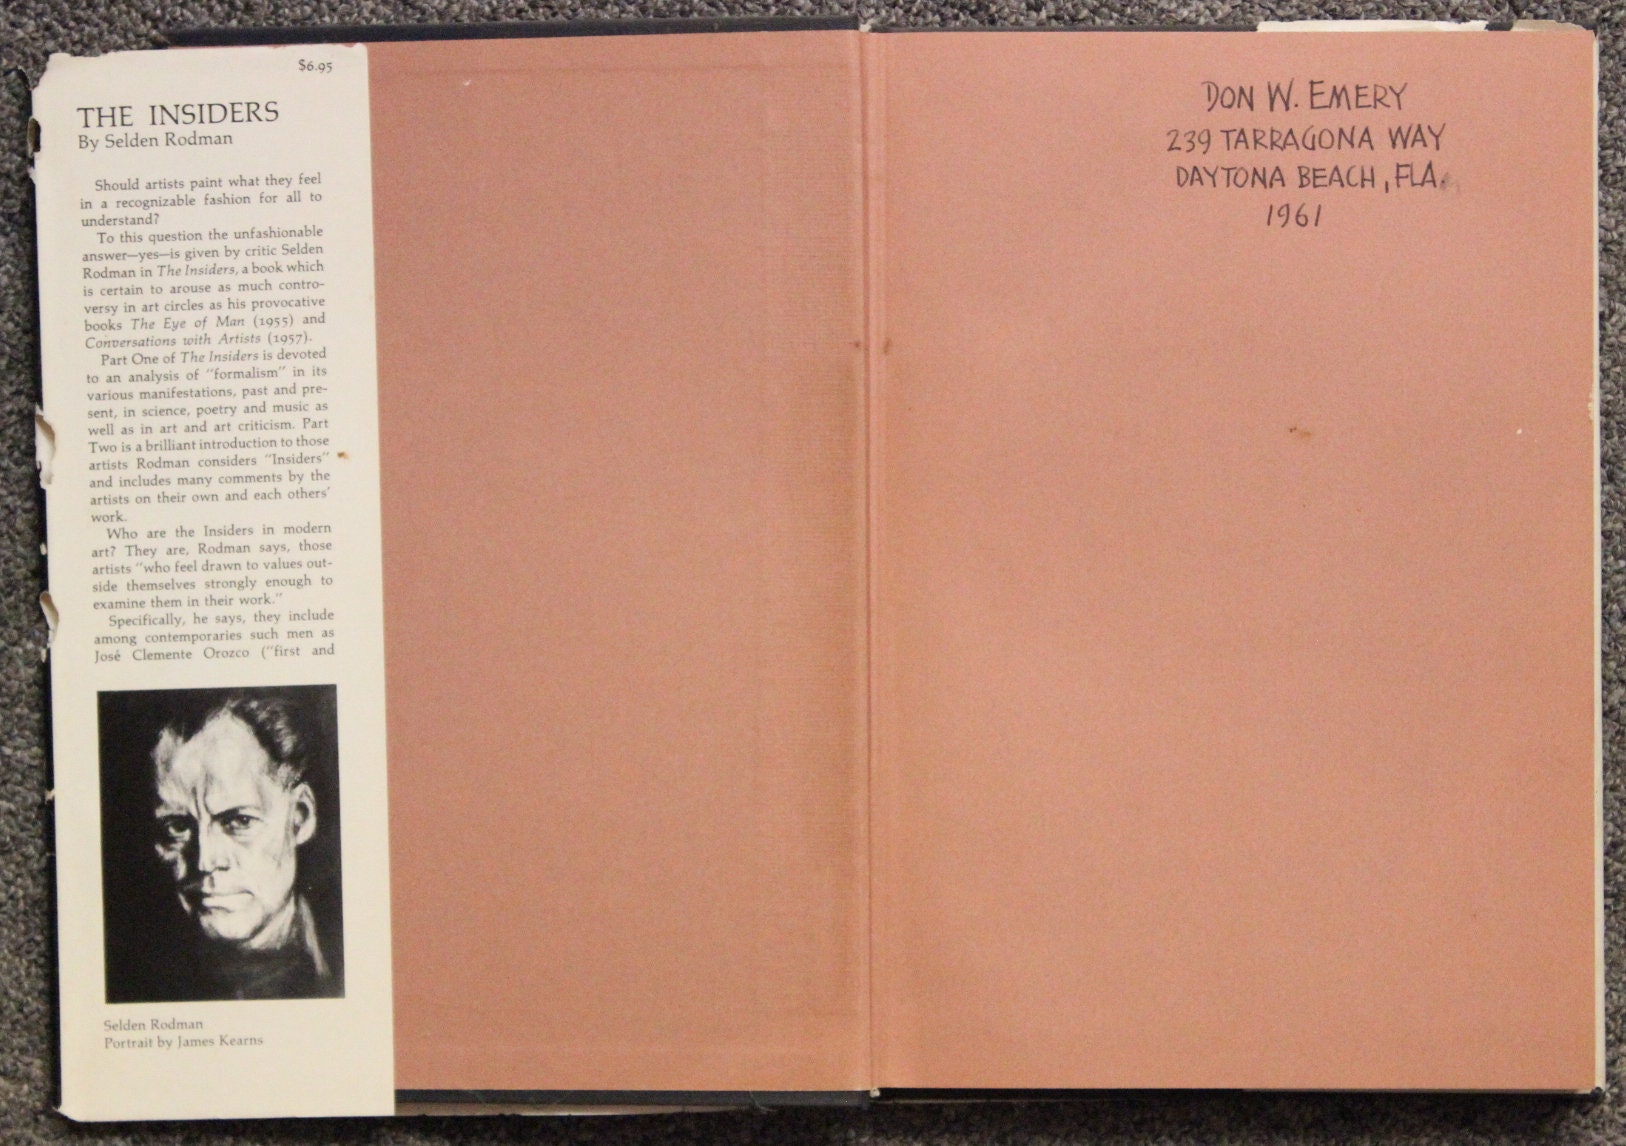 $6.95
THE INSIDERS
By Selden Rodman
Should artists paint what they feel
in a recognizable fashion for all to
understand?
To this question the unfashionable
answer—yes—is given by critic Selden
Rodman in The Insiders, a book which
is certain to arouse as much contro-
versy in art circles as his provocative
books The Eye of Man (1955) and
Conversations with Artists (1957).
Part One of The Insiders is devoted
to an analysis of "formalism" in its
various manifestations, past and pre-
sent, in science, poetry and music as
well as in art and art criticism. Part
Two is a brilliant introduction to those
artists Rodman considers "Insiders"
and includes many comments by the
artists on their own and each others'
work.
Who are the Insiders in modern
art? They are, Rodman says, those
artists "who feel drawn to values out-
side themselves strongly enough to
examine them in their work."
Specifically, he says, they include
among contemporaries such men as
José Clemente Orozco ("first and
Selden Rodman
Portrait by James Kearns
DON W. EMERY
239 TARRAGONA WAY
DAYTONA BEACH, FLA.
1961